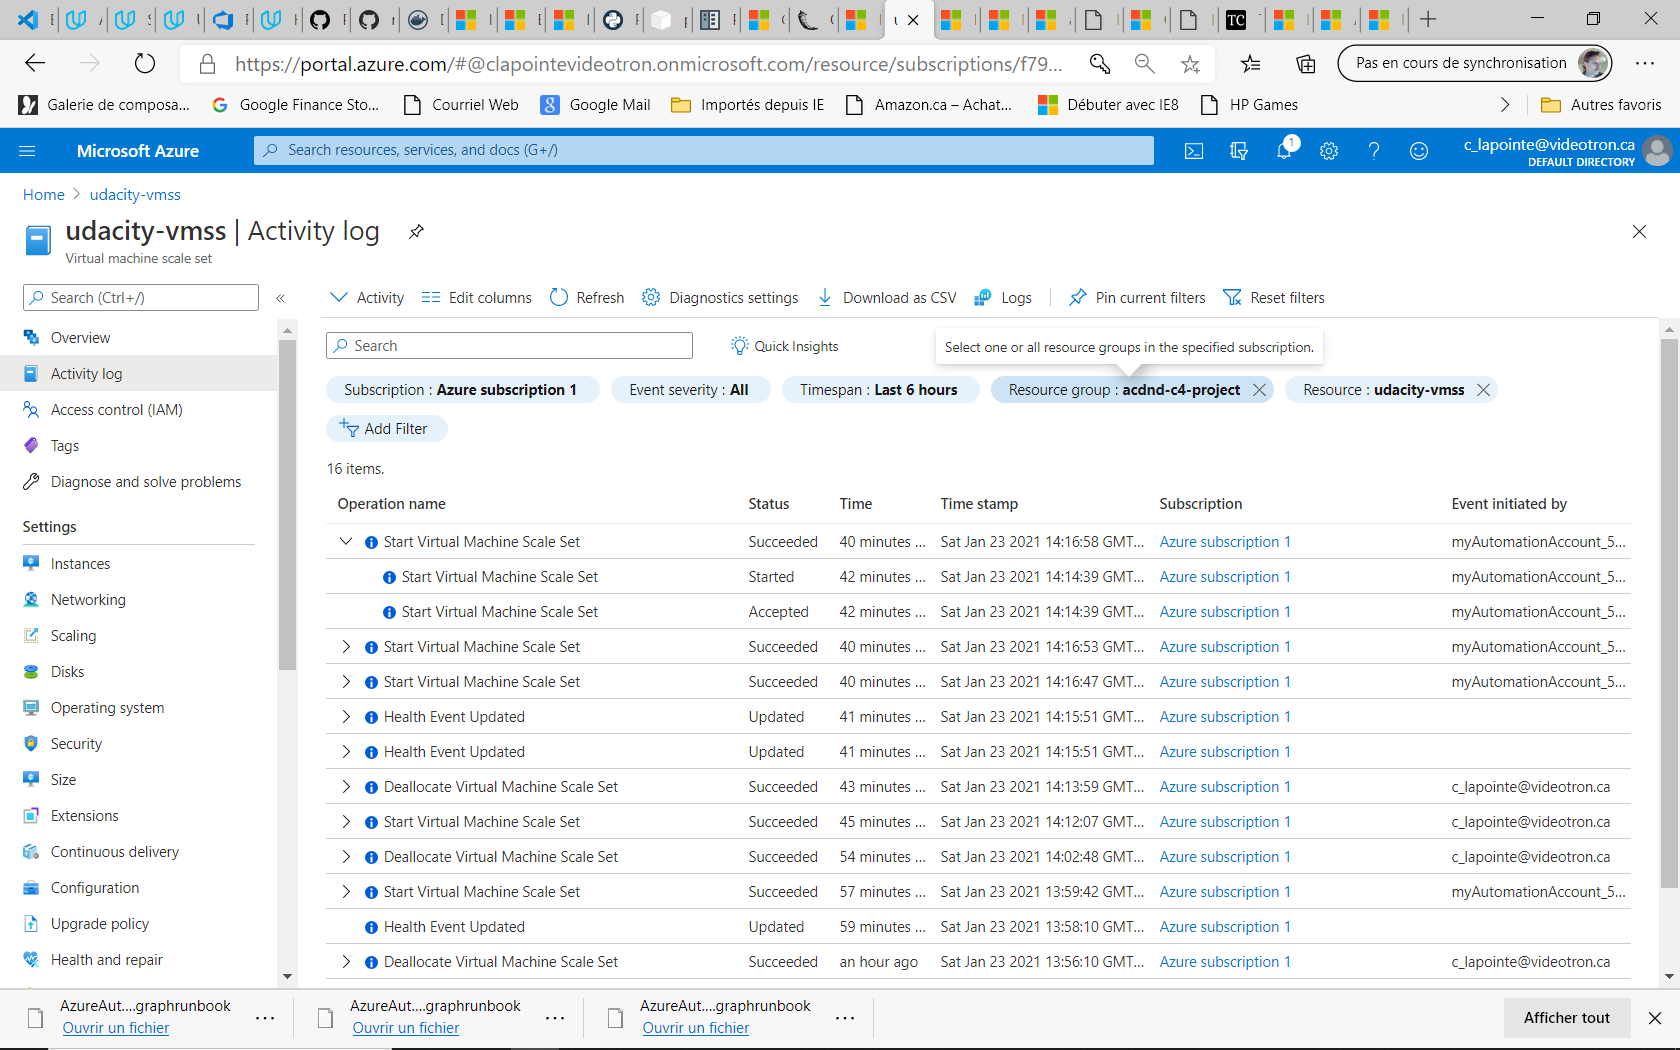 https://portal.azure.com/#@clapointevideotron.onmicrosoft.com/resource/subscriptions/f79...
Pas en cours de synchronisation
Galerie de composa...
Google Finance Sto...
Courriel Web
Google Mail
Importés depuis IE
Amazon.ca – Achat...
Débuter avec IE8
HP Games
Autres favoris
Microsoft Azure
Search resources, services, and docs (G+/)
1
c_lapointe@videotron.ca
DEFAULT DIRECTORY
Home > udacity-vmss
udacity-vmss | Activity log
Virtual machine scale set
Search (Ctrl+/)
«
Activity
Edit columns
Refresh
Diagnostics settings
Download as CSV
Logs
Pin current filters
Reset filters
Overview
Activity log
Access control (IAM)
Tags
Diagnose and solve problems
Settings
Instances
Networking
Scaling
Disks
Operating system
Security
Size
Extensions
Continuous delivery
Configuration
Upgrade policy
Health and repair
Search
Quick Insights
Select one or all resource groups in the specified subscription.
Subscription : Azure subscription 1
Event severity : All
Timespan : Last 6 hours
Resource group : acdnd-c4-project
Resource : udacity-vmss
Add Filter
16 items.
Operation name Status Time Time stamp Subscription Event initiated by
Start Virtual Machine Scale Set Succeeded 40 minutes ... Sat Jan 23 2021 14:16:58 GMT... Azure subscription 1 myAutomationAccount_5...
Start Virtual Machine Scale Set Started 42 minutes ... Sat Jan 23 2021 14:14:39 GMT... Azure subscription 1 myAutomationAccount_5...
Start Virtual Machine Scale Set Accepted 42 minutes ... Sat Jan 23 2021 14:14:39 GMT... Azure subscription 1 myAutomationAccount_5...
Start Virtual Machine Scale Set Succeeded 40 minutes ... Sat Jan 23 2021 14:16:53 GMT... Azure subscription 1 myAutomationAccount_5...
Start Virtual Machine Scale Set Succeeded 40 minutes ... Sat Jan 23 2021 14:16:47 GMT... Azure subscription 1 myAutomationAccount_5...
Health Event Updated Updated 41 minutes ... Sat Jan 23 2021 14:15:51 GMT... Azure subscription 1
Health Event Updated Updated 41 minutes ... Sat Jan 23 2021 14:15:51 GMT... Azure subscription 1
Deallocate Virtual Machine Scale Set Succeeded 43 minutes ... Sat Jan 23 2021 14:13:59 GMT... Azure subscription 1 c_lapointe@videotron.ca
Start Virtual Machine Scale Set Succeeded 45 minutes ... Sat Jan 23 2021 14:12:07 GMT... Azure subscription 1 c_lapointe@videotron.ca
Deallocate Virtual Machine Scale Set Succeeded 54 minutes ... Sat Jan 23 2021 14:02:48 GMT... Azure subscription 1 c_lapointe@videotron.ca
Start Virtual Machine Scale Set Succeeded 57 minutes ... Sat Jan 23 2021 13:59:42 GMT... Azure subscription 1 myAutomationAccount_5...
Health Event Updated Updated 59 minutes ... Sat Jan 23 2021 13:58:10 GMT... Azure subscription 1
Deallocate Virtual Machine Scale Set Succeeded an hour ago Sat Jan 23 2021 13:56:10 GMT... Azure subscription 1 c_lapointe@videotron.ca
AzureAut....graphrunbook
Ouvrir un fichier
AzureAut....graphrunbook
Ouvrir un fichier
AzureAut....graphrunbook
Ouvrir un fichier
Afficher tout